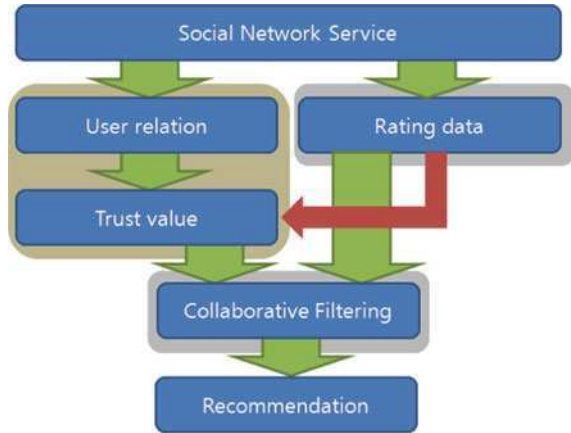 Social Network Service
User relation
Rating data
Trust value
Collaborative Filtering
Recommendation